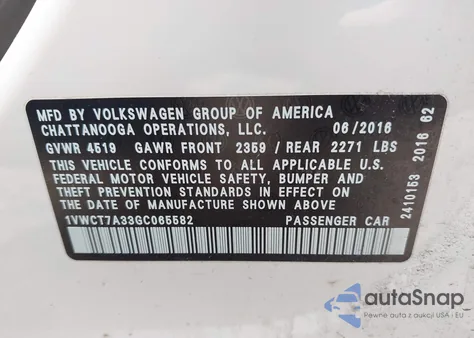 MFD BY VOLKSWAGEN GROUP OF AMERICA
CHATTANOOGA OPERATIONS, LLC. 06/2016
GVWR 4519 GAWR FRONT 2359 / REAR 2271 LBS
THIS VEHICLE CONFORMS TO ALL APPLICABLE U.S.
FEDERAL MOTOR VEHICLE SAFETY, BUMPER AND
THEFT PREVENTION STANDARDS IN EFFECT ON
THE DATE OF MANUFACTURE SHOWN ABOVE
1VWCT7A33GC065582 PASSENGER CAR
2410153 2016 62
autoSnap
Pewne auta z aukcji USA i EU